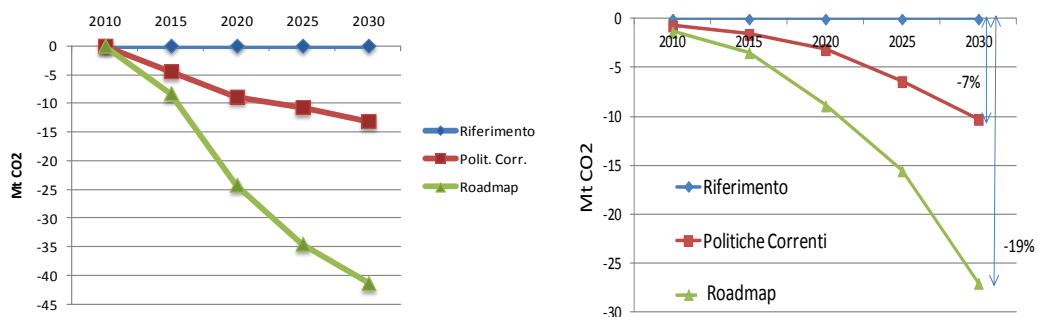 2010 2015 2020 2025 2030
0
-5
-10
-15
-20
-25
-30
-35
-40
-45
Mt CO2
Riferimento
Polit. Corr.
Roadmap
0
-5
-10
-15
-20
-25
-30
Mt CO2
2010 2015 2020 2025 2030
-7%
-19%
Riferimento
Politiche Correnti
Roadmap